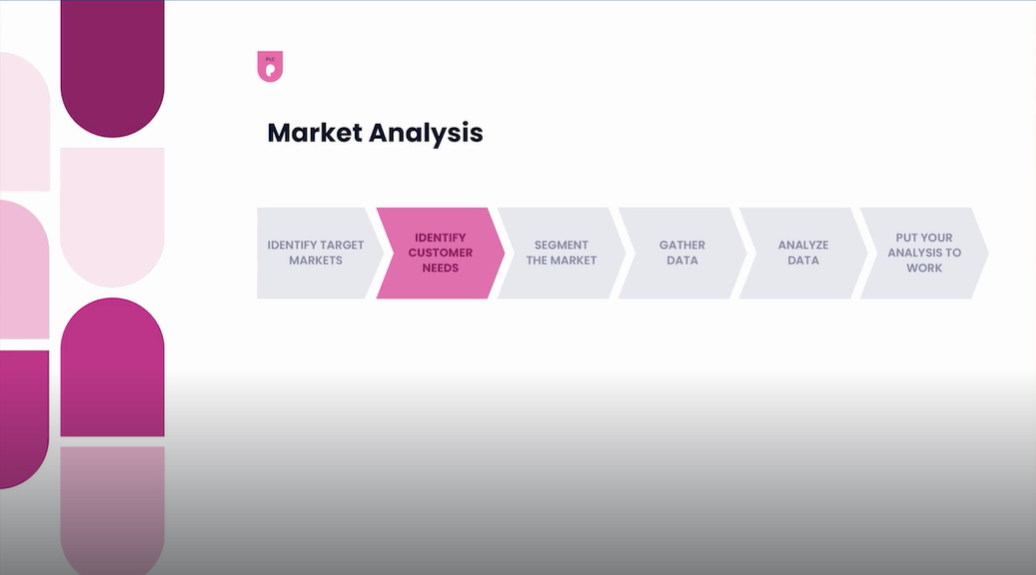 PLC
Market Analysis
IDENTIFY TARGET
MARKETS
IDENTIFY
CUSTOMER
NEEDS
SEGMENT
THE MARKET
GATHER
DATA
ANALYZE
DATA
PUT YOUR
ANALYSIS TO
WORK